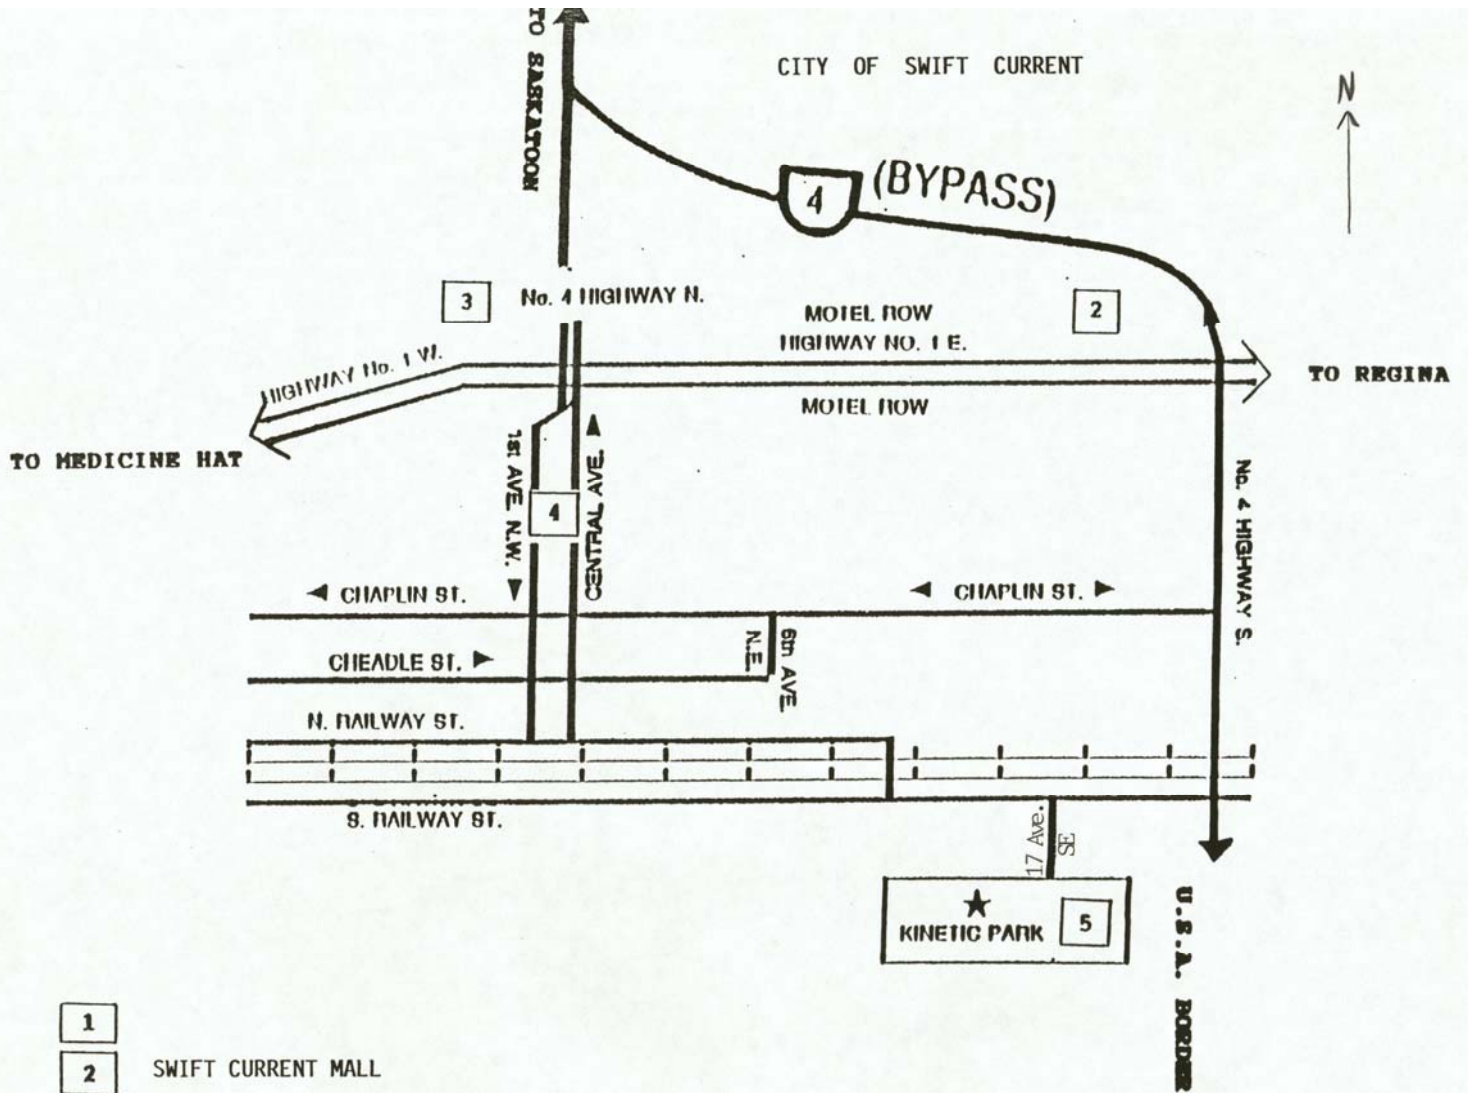 TO SASKATOON
CITY OF SWIFT CURRENT
N
4
(BYPASS)
3
No. 4 HIGHWAY N.
MOTEL ROW
2
HIGHWAY NO. 1 E.
HIGHWAY No. 1 W.
TO REGINA
MOTEL ROW
TO MEDICINE HAT
1st AVE. N.W.
4
CENTRAL AVE.
No. 4 HIGHWAY S.
CHAPLIN ST.
CHAPLIN ST.
CHEADLE ST.
6th AVE.
N.E.
N. RAILWAY ST.
S. RAILWAY ST.
17 Ave.
SE
KINETIC PARK
5
U.S.A. BORDER
1
2 SWIFT CURRENT MALL